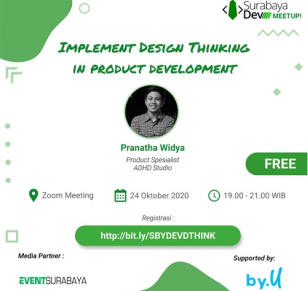 Surabaya
Dev MEETUP!
IMPLEMENT DESIGN THINKING
IN PRODUCT DEVELOPMENT
Pranatha Widya
Product Spesialist
ADHD Studio
FREE
Zoom Meeting
24 Oktober 2020
19.00 - 21.00 WIB
Registrasi :
http://bit.ly/SBYDEVDTHINK
Media Partner :
Supported by:
EVENTSURABAYA
by.U